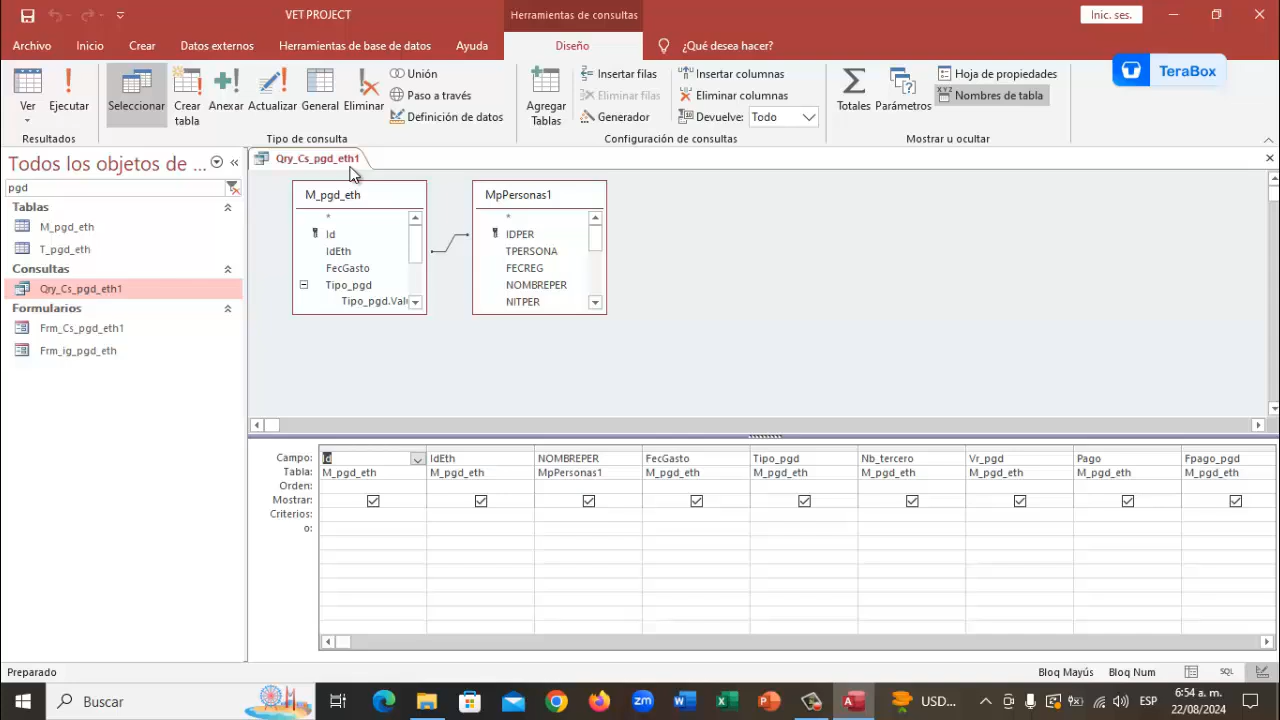 VET PROJECT
Herramientas de consultas
Inic. ses.
Archivo Inicio Crear Datos externos Herramientas de base de datos Ayuda Diseño ¿Qué desea hacer?
TeraBox
Ver
Ejecutar
Seleccionar
Crear tabla
Anexar
Actualizar
General
Eliminar
Unión
Paso a través
Definición de datos
Agregar Tablas
Insertar filas
Eliminar filas
Generador
Insertar columnas
Eliminar columnas
Devuelve: Todo
Totales
Parámetros
Hoja de propiedades
XYZ Nombres de tabla
Resultados
Tipo de consulta
Configuración de consultas
Mostrar u ocultar
Todos los objetos de ... «
pgd
Tablas
M_pgd_eth
T_pgd_eth
Consultas
Qry_Cs_pgd_eth1
Formularios
Frm_Cs_pgd_eth1
Frm_ig_pgd_eth
Qry_Cs_pgd_eth1
M_pgd_eth
*
Id
IdEth
FecGasto
Tipo_pgd
Tipo_pgd.Valu
MpPersonas1
*
IDPER
TPERSONA
FECREG
NOMBREPER
NITPER
Campo: Id IdEth NOMBREPER FecGasto Tipo_pgd Nb_tercero Vr_pgd Pago Fpago_pgd
Tabla: M_pgd_eth M_pgd_eth MpPersonas1 M_pgd_eth M_pgd_eth M_pgd_eth M_pgd_eth M_pgd_eth M_pgd_eth
Orden:
Mostrar:
Criterios:
o:
Preparado
Bloq Mayús Bloq Num SQL
Buscar
USD...
ESP
6:54 a. m.
22/08/2024